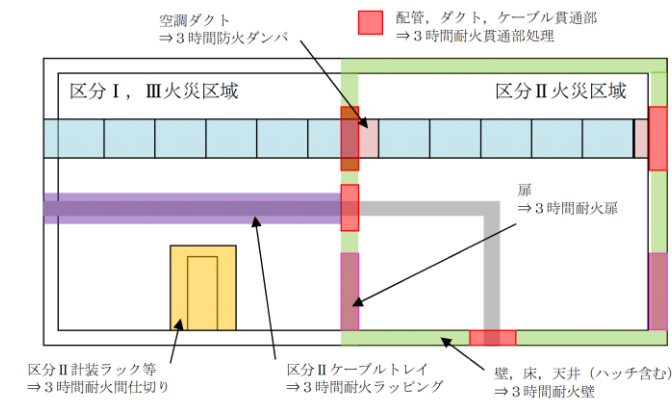 空調ダクト
⇒３時間防火ダンパ
配管，ダクト，ケーブル貫通部
⇒３時間耐火貫通部処理
区分Ⅰ，Ⅲ火災区域
区分Ⅱ火災区域
扉
⇒３時間耐火扉
区分Ⅱ計装ラック等
⇒３時間耐火間仕切り
区分Ⅱケーブルトレイ
⇒３時間耐火ラッピング
壁，床，天井（ハッチ含む）
⇒３時間耐火壁